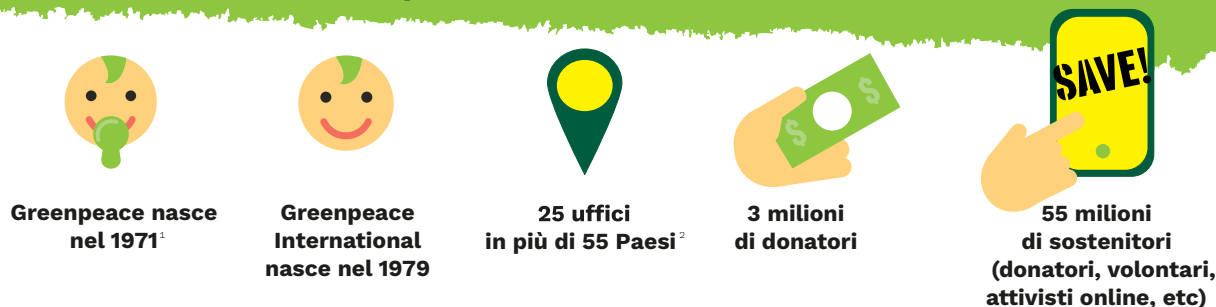 SAVE!
Greenpeace nasce
nel 1971¹
Greenpeace
International
nasce nel 1979
25 uffici
in più di 55 Paesi²
3 milioni
di donatori
55 milioni
di sostenitori
(donatori, volontari,
attivisti online, etc)